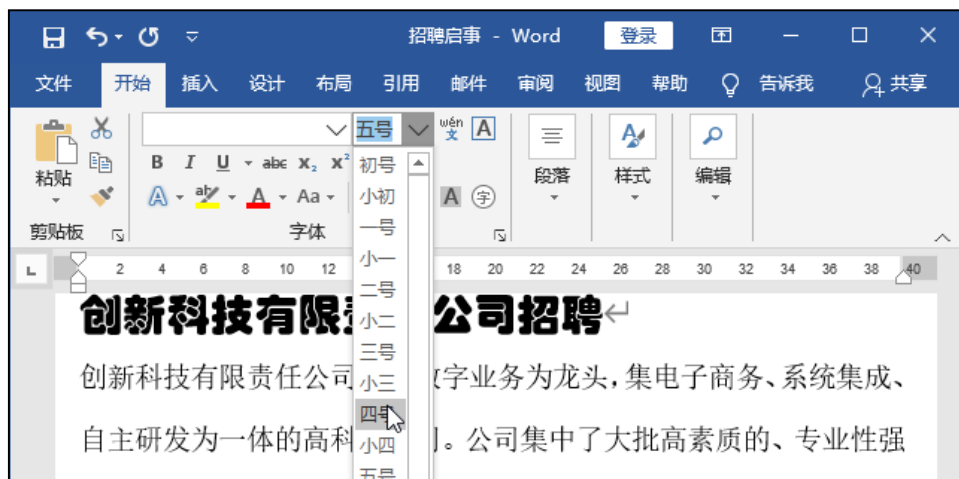 招聘启事 - Word 登录
文件 开始 插入 设计 布局 引用 邮件 审阅 视图 帮助 告诉我 共享
五号 wén 文 A
粘贴 B I U abc x₂ x² 段落 样式 编辑
A aby A Aa A 字
剪贴板 字体
初号
小初
一号
小一
二号
小二
三号
小三
四号
小四
五号
L 2 4 6 8 10 12 18 20 22 24 26 28 30 32 34 36 38 40
创新科技有限 公司招聘↵
创新科技有限责任公司 字业务为龙头，集电子商务、系统集成、
自主研发为一体的高科 。公司集中了大批高素质的、专业性强